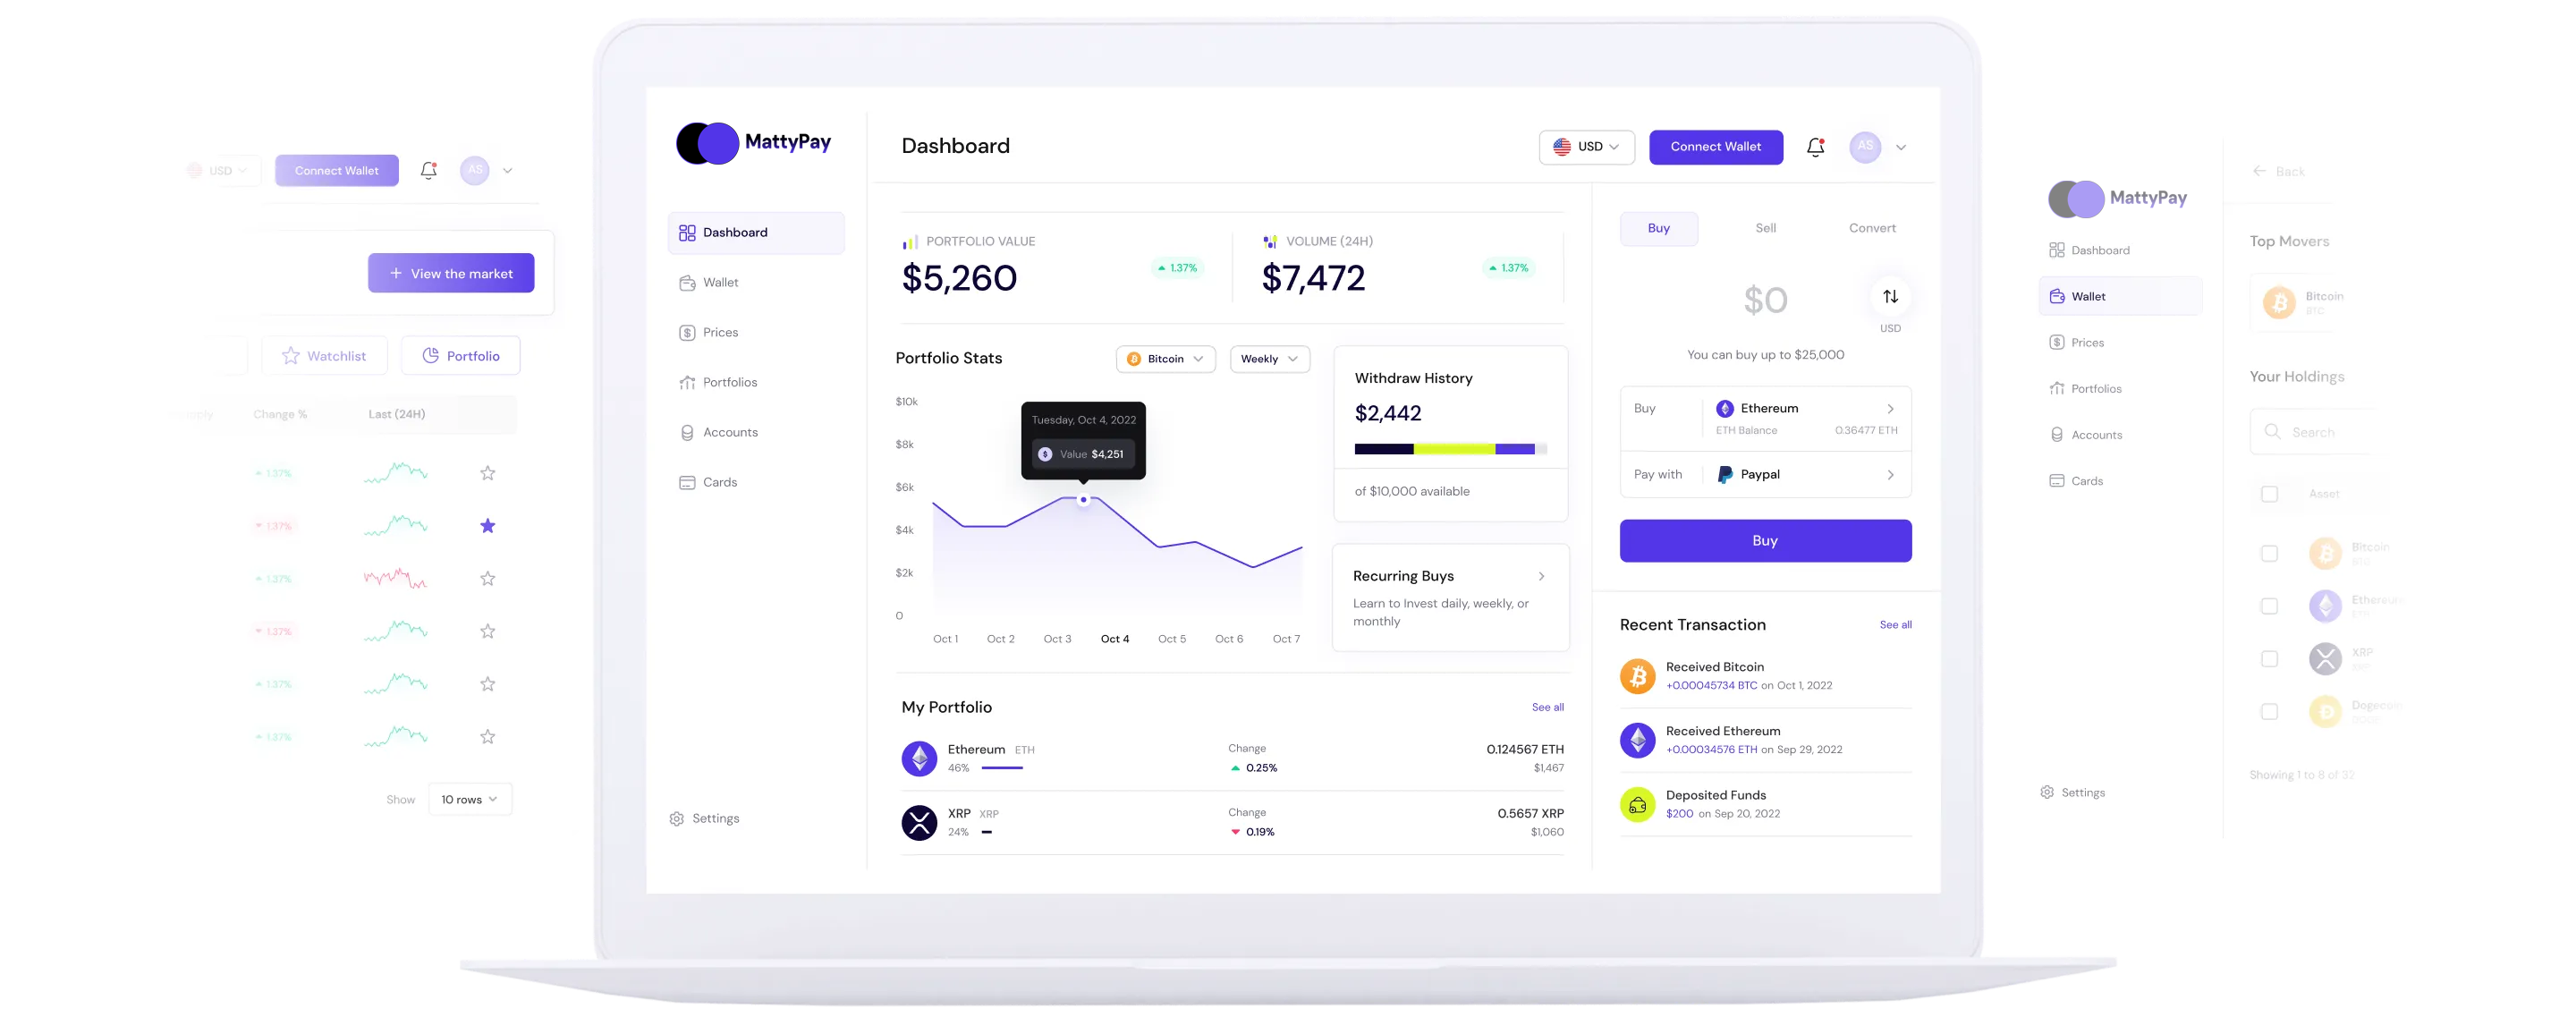 USD
Connect Wallet
AS
View the market
Watchlist
Portfolio
Change %
Last (24H)
1.37%
1.37%
1.37%
1.37%
1.37%
1.37%
Show
10 rows
MattyPay
Dashboard
Wallet
Prices
Portfolios
Accounts
Cards
Settings
Dashboard
USD
Connect Wallet
AS
PORTFOLIO VALUE
$5,260
1.37%
VOLUME (24H)
$7,472
1.37%
Portfolio Stats
Bitcoin
Weekly
$10k
$8k
$6k
$4k
$2k
0
Tuesday, Oct 4, 2022
Value $4,251
Oct 1
Oct 2
Oct 3
Oct 4
Oct 5
Oct 6
Oct 7
Withdraw History
$2,442
of $10,000 available
Recurring Buys
Learn to Invest daily, weekly, or
monthly
My Portfolio
See all
Ethereum ETH
46%
Change
0.25%
0.124567 ETH
$1,467
XRP XRP
24%
Change
0.19%
0.5657 XRP
$1,060
Buy
Sell
Convert
$0
USD
You can buy up to $25,000
Buy
Ethereum
ETH Balance
0.36477 ETH
Pay with
Paypal
Buy
Recent Transaction
See all
Received Bitcoin
+0.00045734 BTC on Oct 1, 2022
Received Ethereum
+0.00034576 ETH on Sep 29, 2022
Deposited Funds
$200 on Sep 20, 2022
MattyPay
Dashboard
Wallet
Prices
Portfolios
Accounts
Cards
Settings
Back
Top Movers
Bitcoin
BTC
Your Holdings
Search
Asset
Bitcoin
Ethereum
XRP
Dogecoin
Showing 1 to 8 of 32